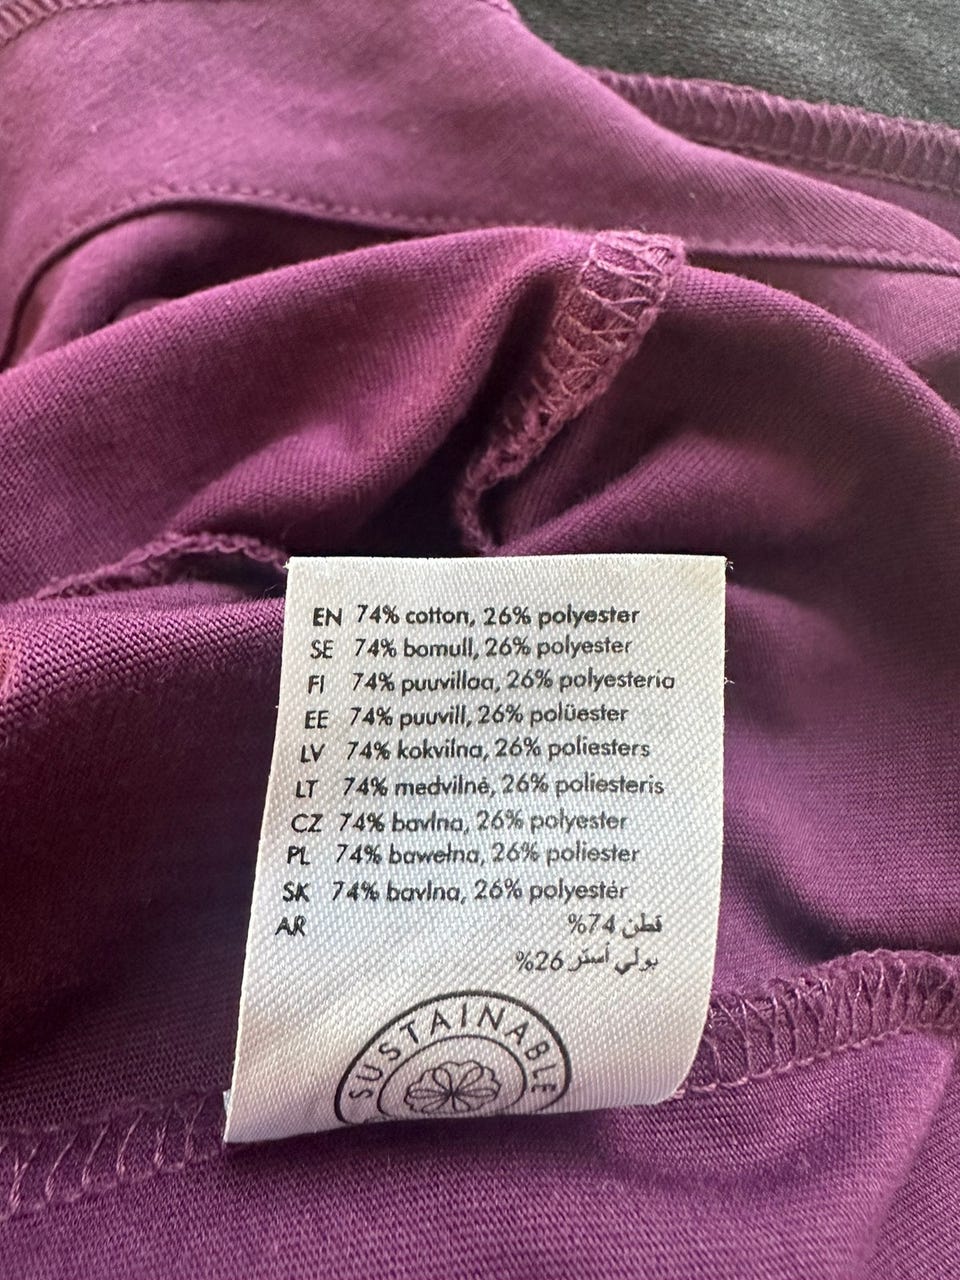 EN 74% cotton, 26% polyester
SE 74% bomull, 26% polyester
FI 74% puuvillaa, 26% polyesteria
EE 74% puuvill, 26% polüester
LV 74% kokvilna, 26% poliesters
LT 74% medvilnė, 26% poliesteris
CZ 74% bavlna, 26% polyester
PL 74% bawełna, 26% poliester
SK 74% bavlna, 26% polyestér
AR قطن 74%
بولي أستر 26%
SUSTAINABLE